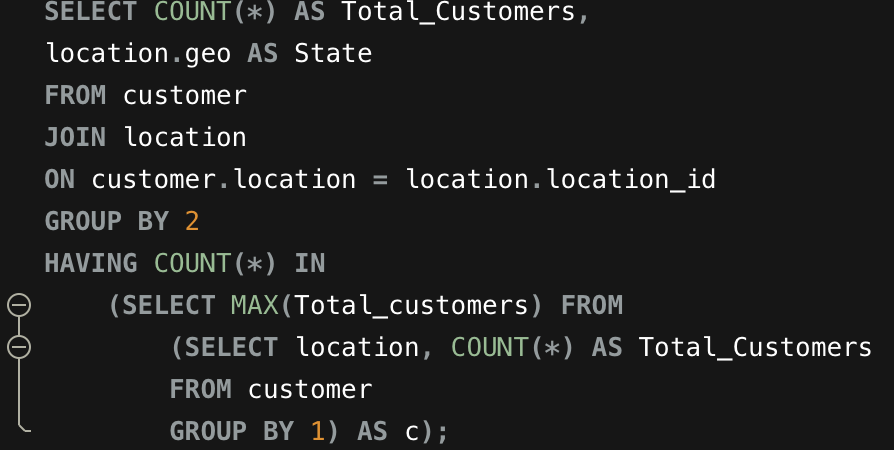 SELECT COUNT(*) AS Total_Customers,
location.geo AS State
FROM customer
JOIN location
ON customer.location = location.location_id
GROUP BY 2
HAVING COUNT(*) IN
(SELECT MAX(Total_customers) FROM
(SELECT location, COUNT(*) AS Total_Customers
FROM customer
GROUP BY 1) AS c);